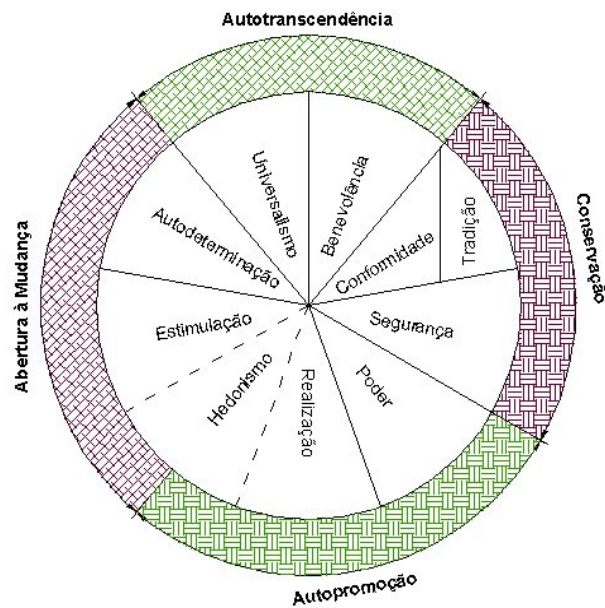 Autotranscendência
Universalismo
Benevolência
Autodeterminação
Conformidade
Tradição
Conservação
Abertura à Mudança
Estimulação
Segurança
Hedonismo
Realização
Poder
Autopromoção